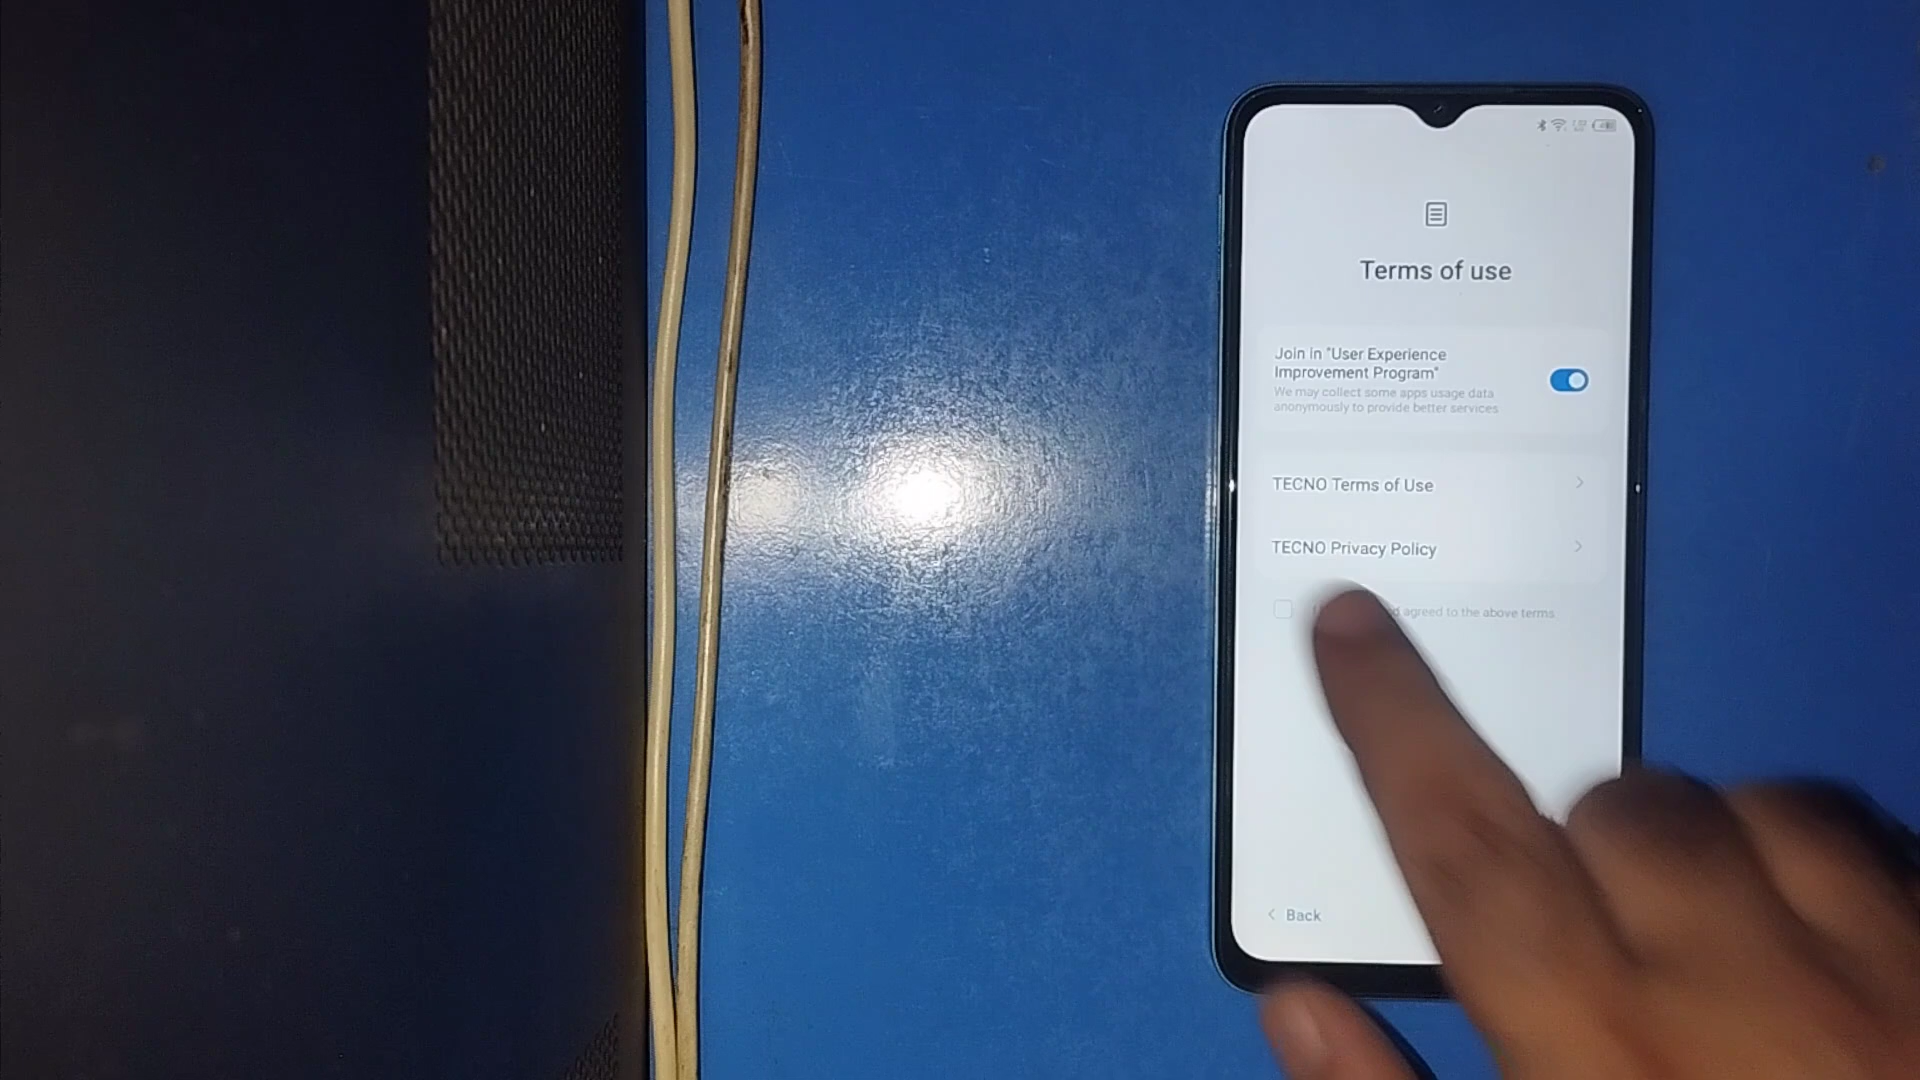 Terms of use
Join in "User Experience
Improvement Program"
We may collect some apps usage data
anonymously to provide better services
TECNO Terms of Use
TECNO Privacy Policy
agreed to the above terms
Back